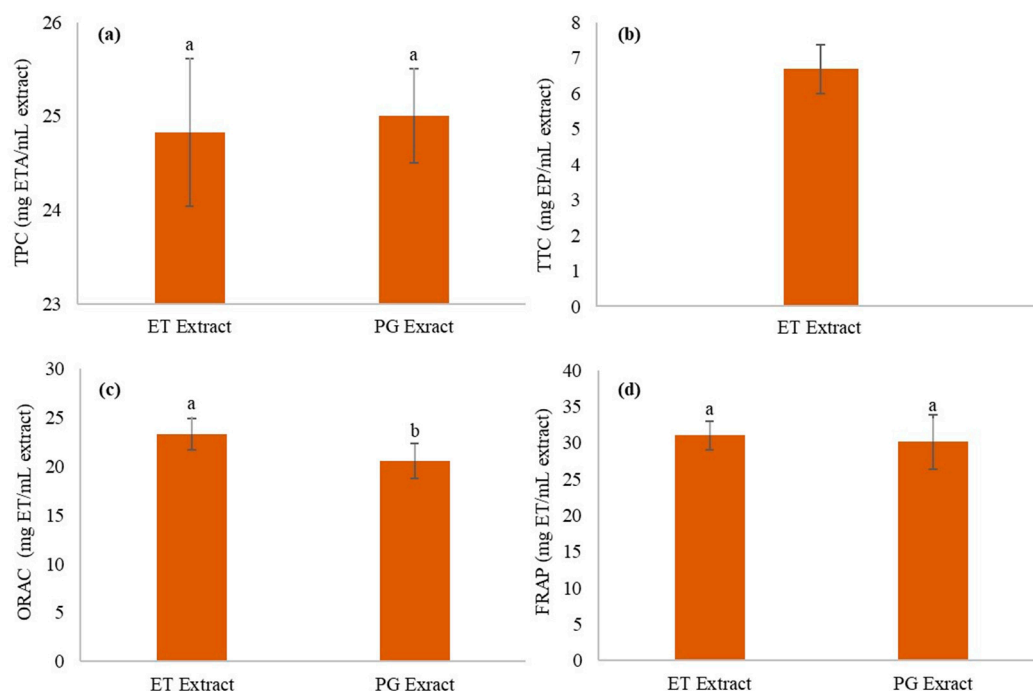 (a)
TPC (mg ETA/mL extract)
26
25
24
23
a
a
ET Extract
PG Exract
(b)
TTC (mg EP/mL extract)
8
7
6
5
4
3
2
1
0
ET Extract
(c)
ORAC (mg ET/mL extract)
30
25
20
15
10
5
0
a
b
ET Extract
PG Exract
(d)
FRAP (mg ET/mL extract)
40
35
30
25
20
15
10
5
0
a
a
ET Extract
PG Exract